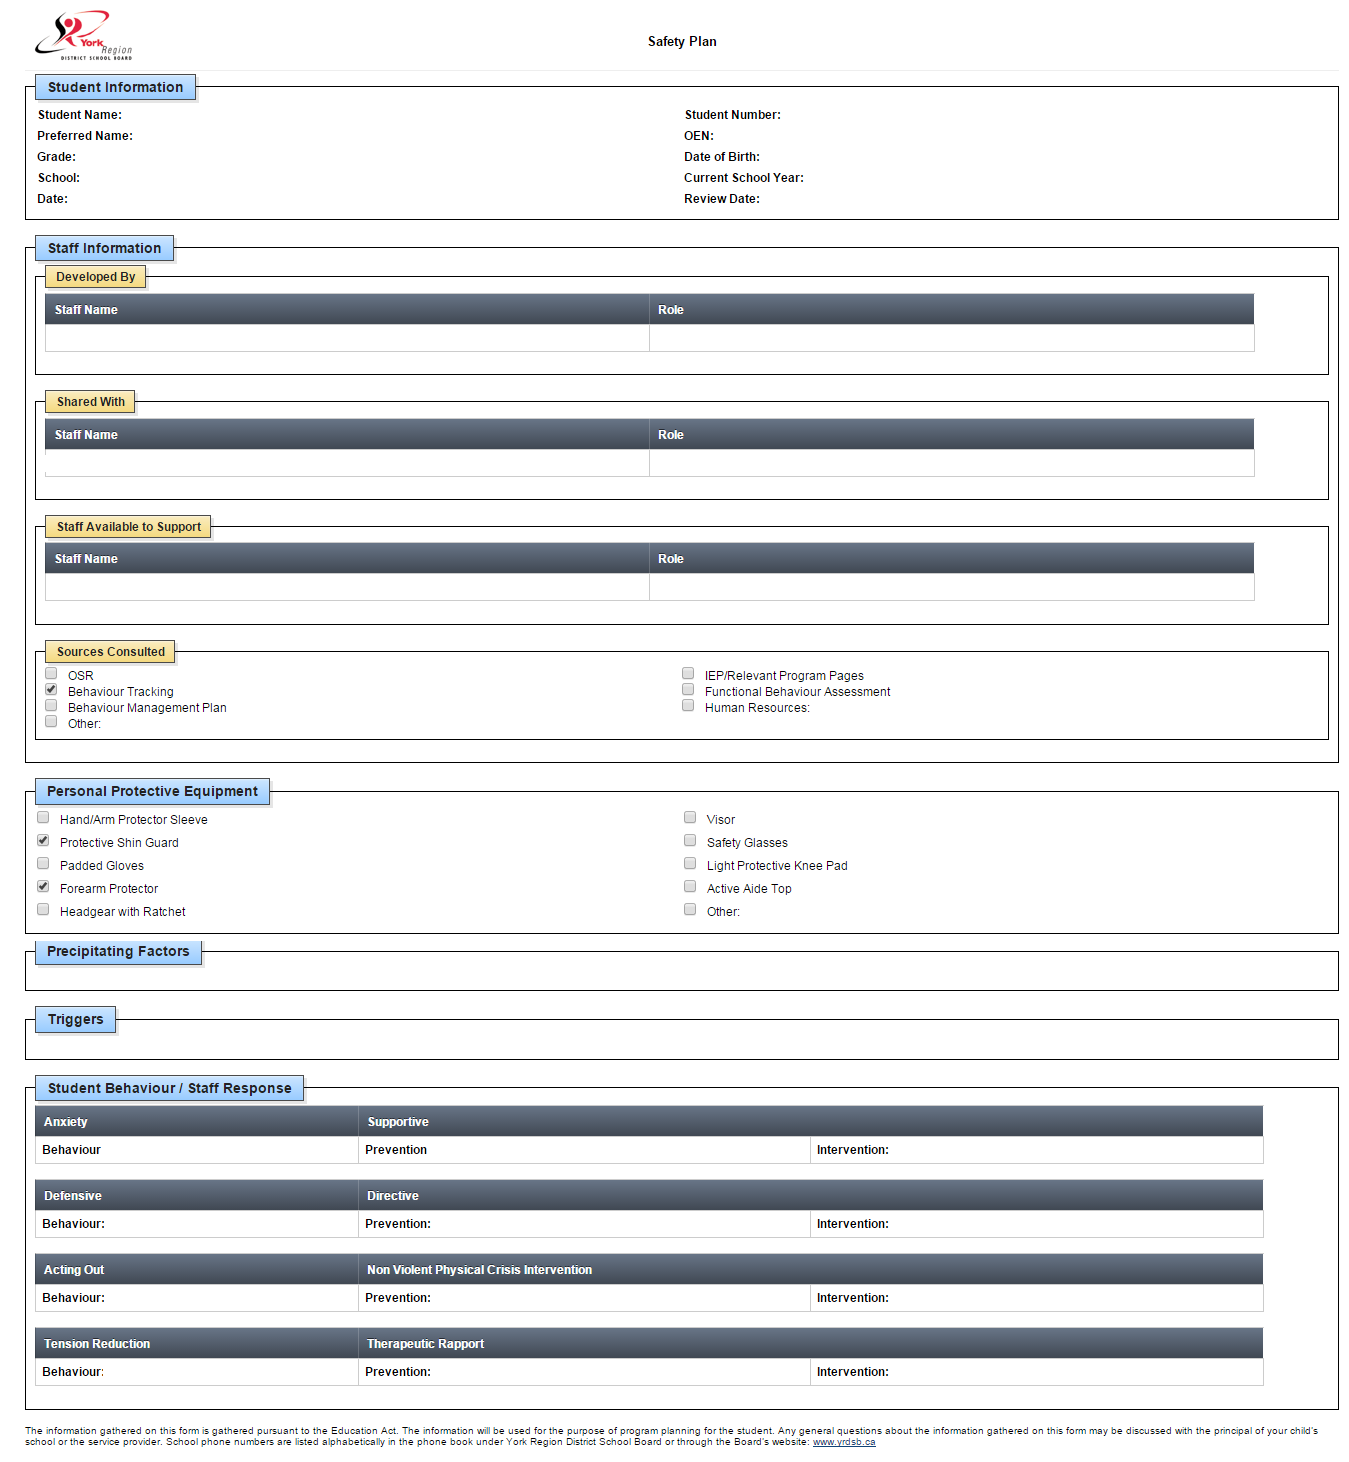 York
Region
DISTRICT SCHOOL BOARD
Safety Plan
Student Information
Student Name:
Student Number:
Preferred Name:
OEN:
Grade:
Date of Birth:
School:
Current School Year:
Date:
Review Date:
Staff Information
Developed By
Staff Name Role
Shared With
Staff Name Role
Staff Available to Support
Staff Name Role
Sources Consulted
OSR
IEP/Relevant Program Pages
Behaviour Tracking
Functional Behaviour Assessment
Behaviour Management Plan
Human Resources:
Other:
Personal Protective Equipment
Hand/Arm Protector Sleeve
Visor
Protective Shin Guard
Safety Glasses
Padded Gloves
Light Protective Knee Pad
Forearm Protector
Active Aide Top
Headgear with Ratchet
Other:
Precipitating Factors
Triggers
Student Behaviour / Staff Response
Anxiety Supportive
Behaviour Prevention Intervention:
Defensive Directive
Behaviour: Prevention: Intervention:
Acting Out Non Violent Physical Crisis Intervention
Behaviour: Prevention: Intervention:
Tension Reduction Therapeutic Rapport
Behaviour: Prevention: Intervention:
The information gathered on this form is gathered pursuant to the Education Act. The information will be used for the purpose of program planning for the student. Any general questions about the information gathered on this form may be discussed with the principal of your child's
school or the service provider. School phone numbers are listed alphabetically in the phone book under York Region District School Board or through the Board's website: www.yrdsb.ca